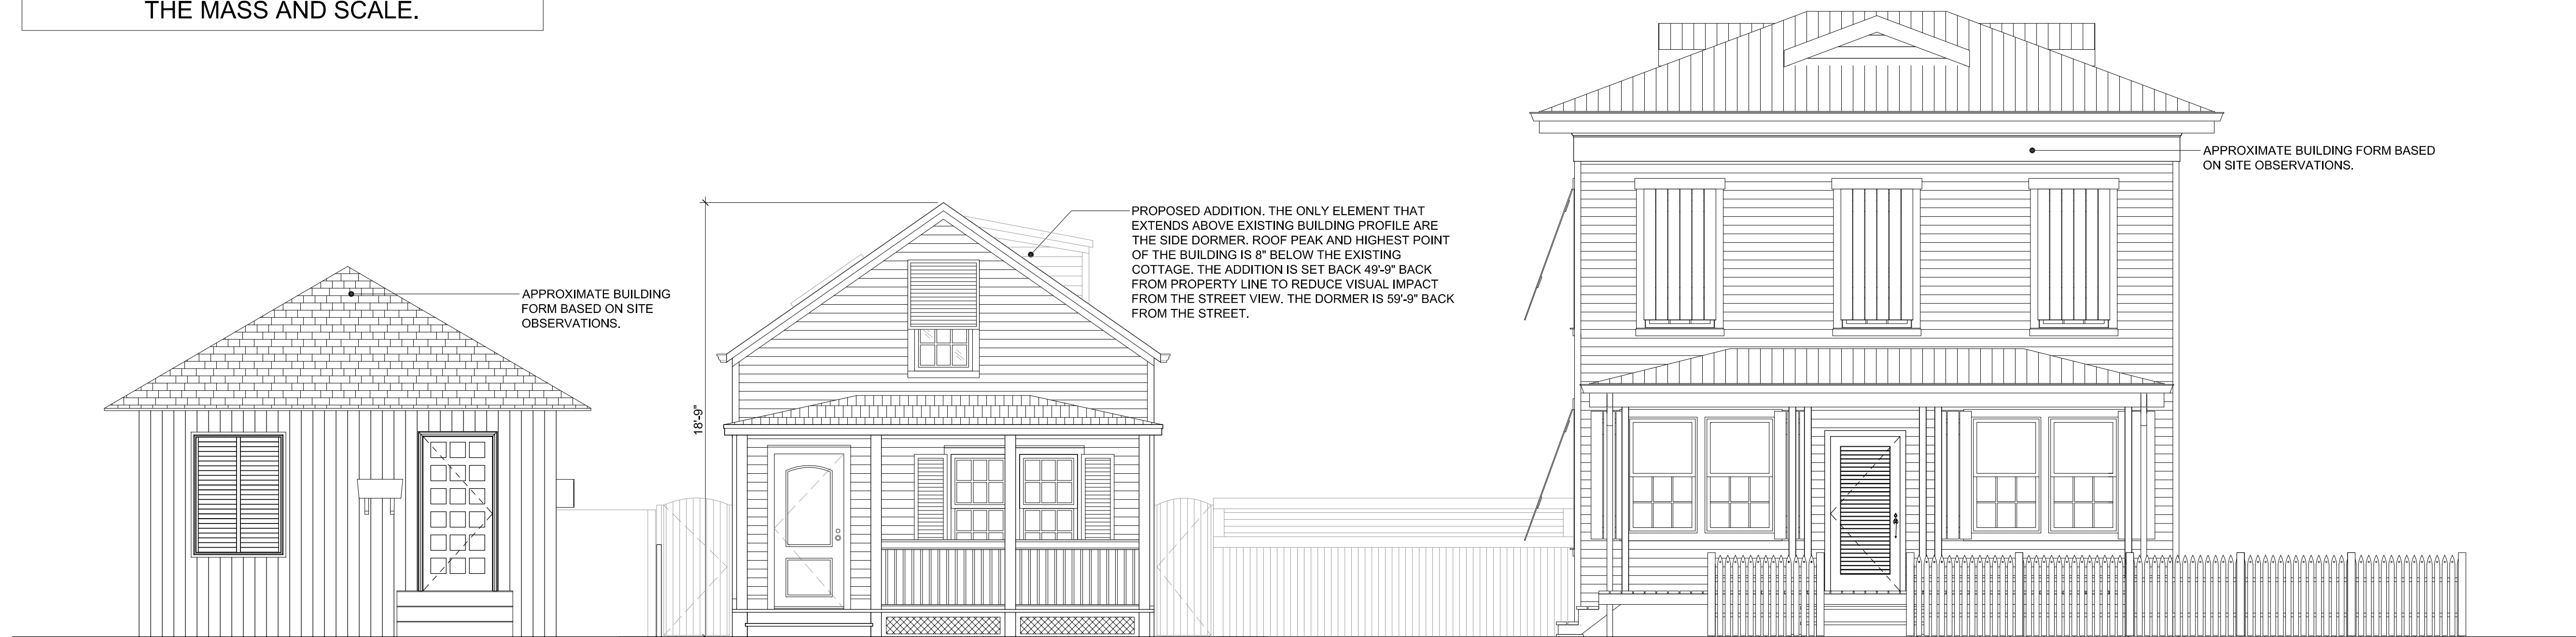 THE MASS AND SCALE.
APPROXIMATE BUILDING FORM BASED
ON SITE OBSERVATIONS.
PROPOSED ADDITION. THE ONLY ELEMENT THAT
EXTENDS ABOVE EXISTING BUILDING PROFILE ARE
THE SIDE DORMER. ROOF PEAK AND HIGHEST POINT
OF THE BUILDING IS 8" BELOW THE EXISTING
COTTAGE. THE ADDITION IS SET BACK 49'-9" BACK
FROM PROPERTY LINE TO REDUCE VISUAL IMPACT
FROM THE STREET VIEW. THE DORMER IS 59'-9" BACK
FROM THE STREET.
APPROXIMATE BUILDING
FORM BASED ON SITE
OBSERVATIONS.
18'-9"